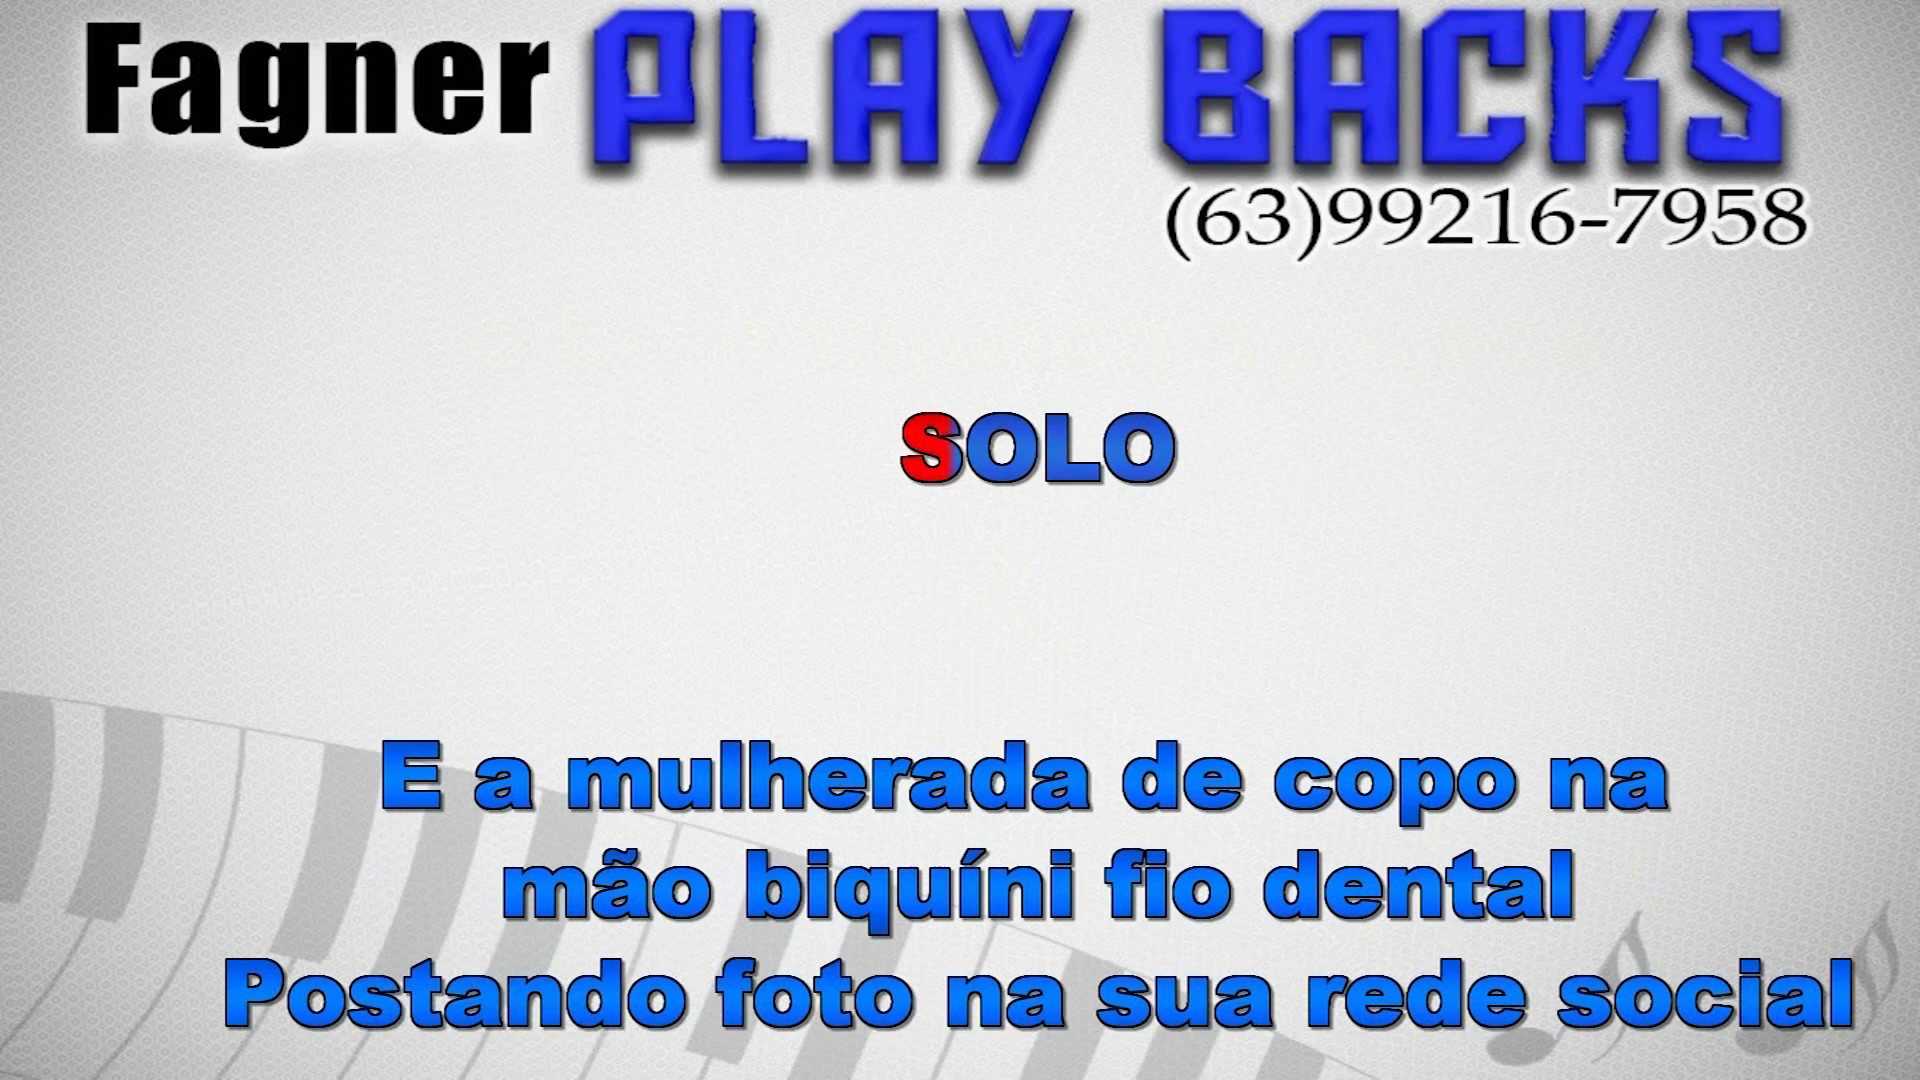 Fagner PLAY BACKS
(63)99216-7958
SOLO
E a mulherada de copo na
mão biquíni fio dental
Postando foto na sua rede social